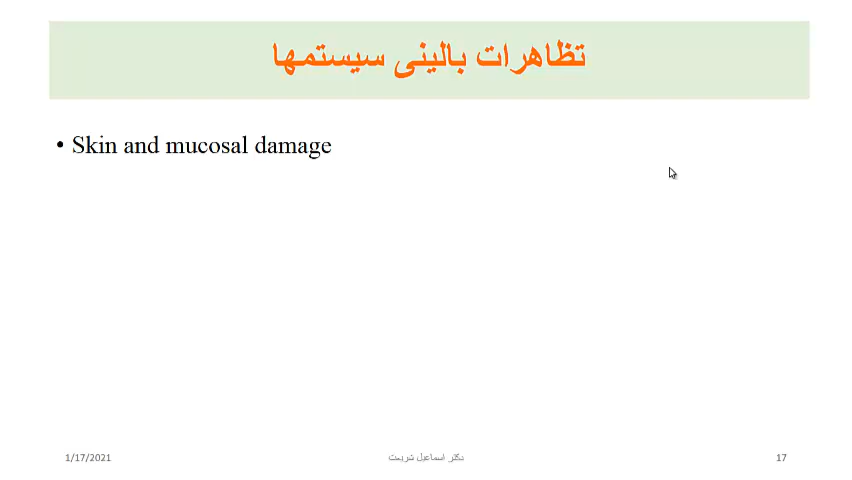 تظاهرات بالینی سیستمها
• Skin and mucosal damage
1/17/2021
دکتر اسماعیل شریعت
17